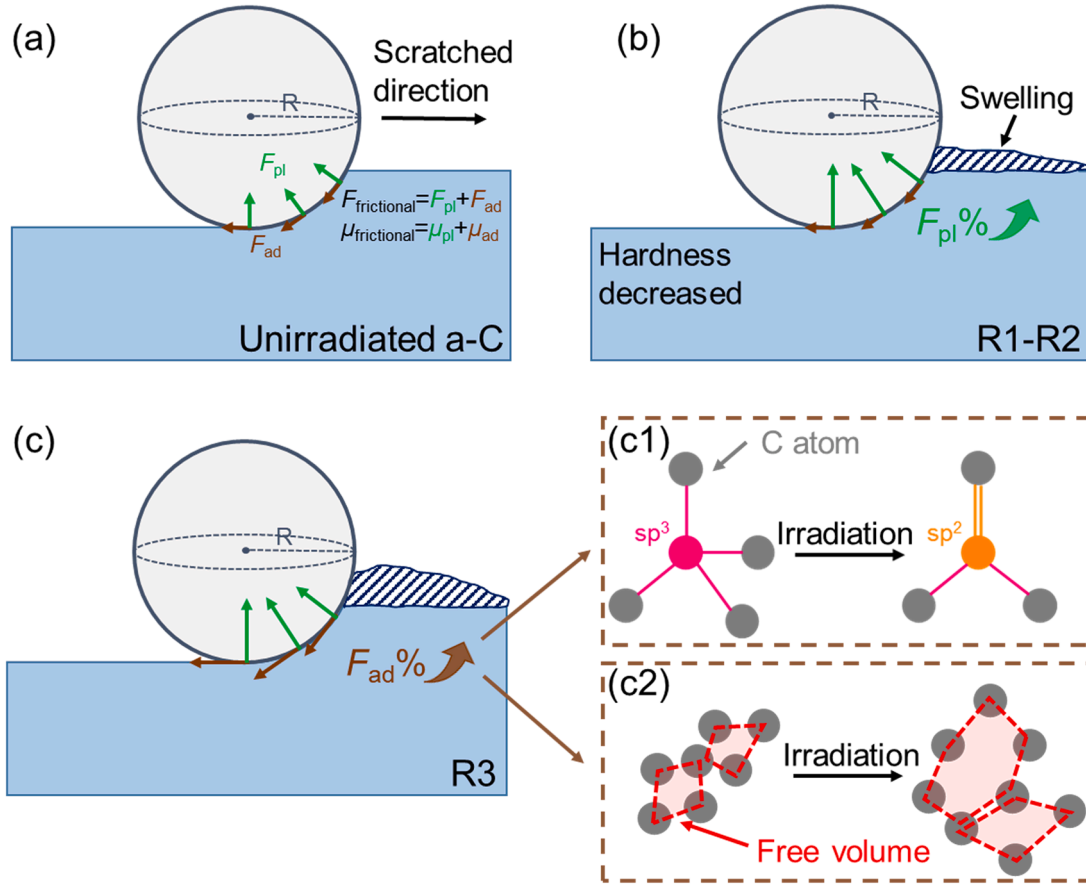 (a)
Scratched
direction
R
Fpl
Ffrictional=Fpl+Fad
μfrictional=μpl+μad
Fad
Unirradiated a-C
(b)
Swelling
R
Fpl%
Hardness
decreased
R1-R2
(c)
R
Fad%
R3
(c1)
C atom
sp³
Irradiation
sp²
(c2)
Irradiation
Free volume